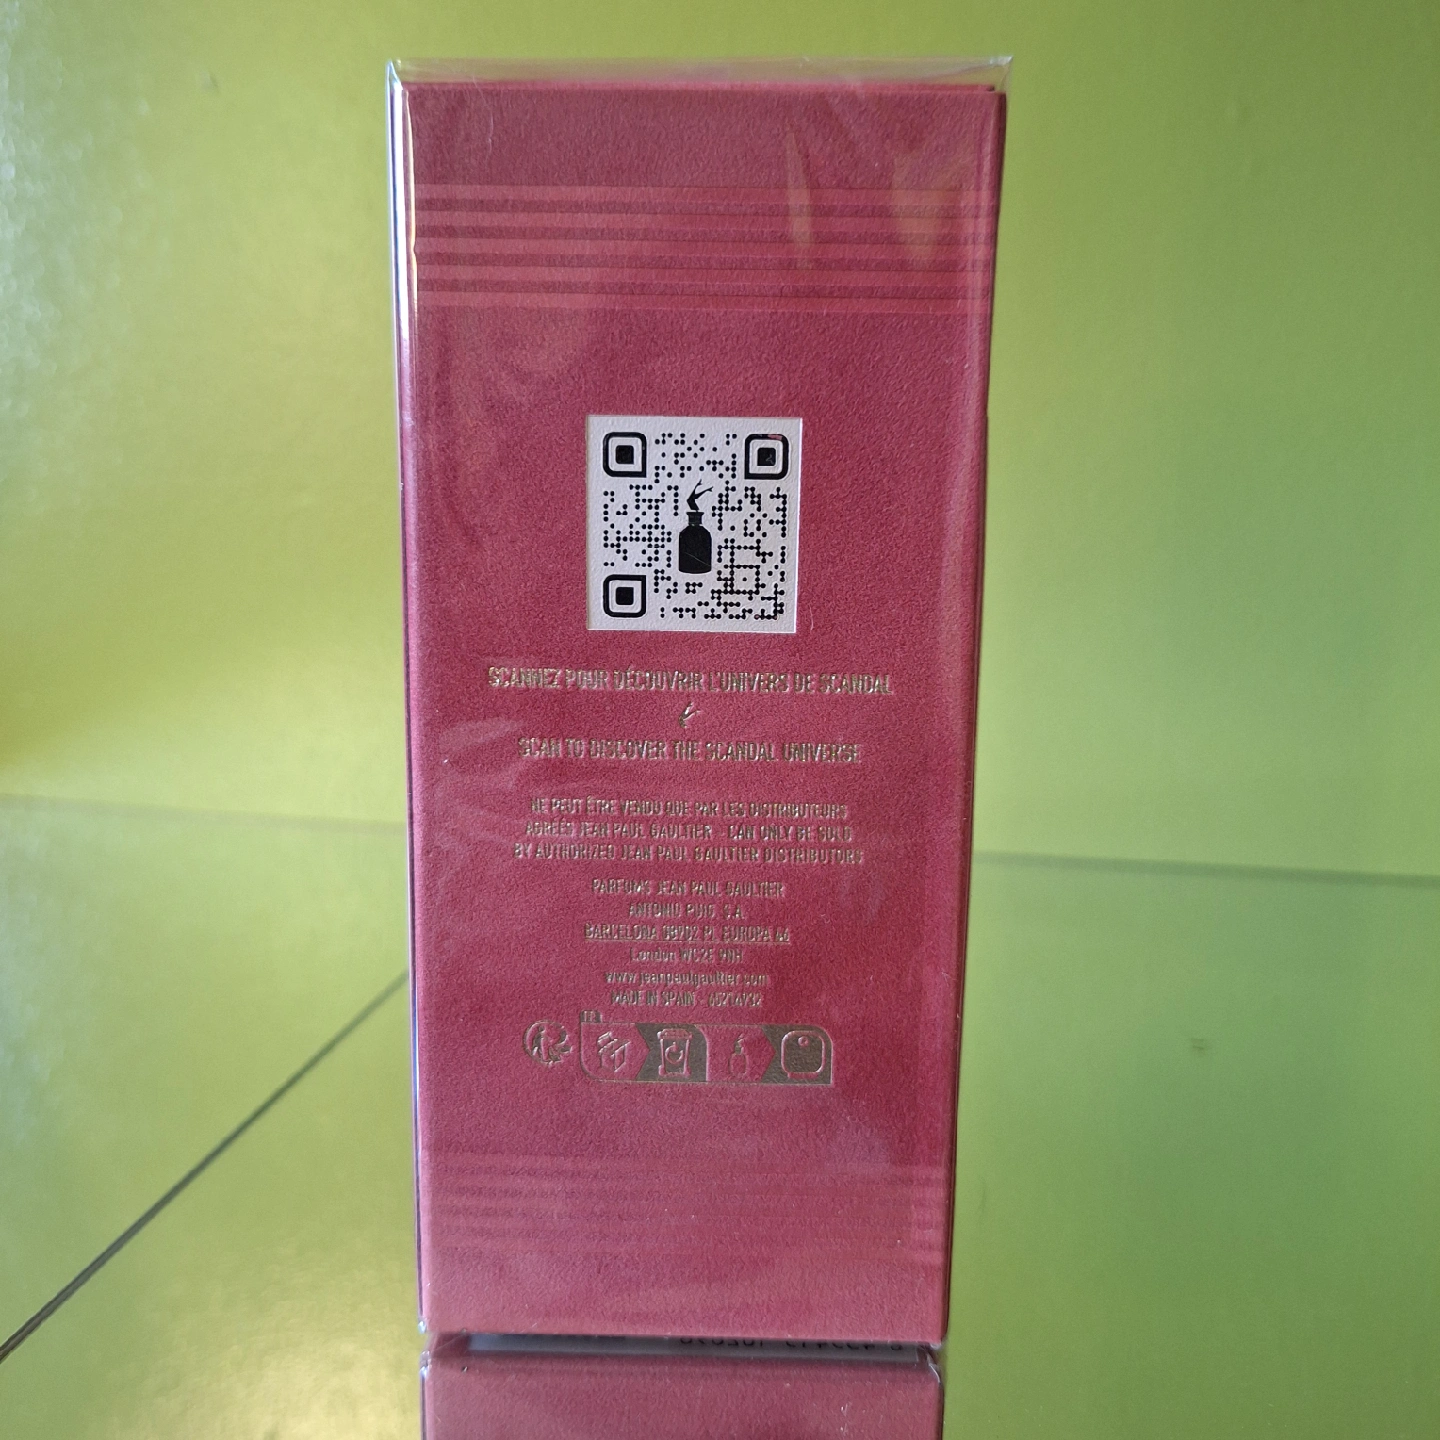 SCANNEZ POUR DÉCOUVRIR L'UNIVERS DE SCANDAL
SCAN TO DISCOVER THE SCANDAL UNIVERSE
NE PEUT ÊTRE VENDU QUE PAR LES DISTRIBUTEURS
AGRÉÉS JEAN PAUL GAULTIER - CAN ONLY BE SOLD
BY AUTHORIZED JEAN PAUL GAULTIER DISTRIBUTORS
PARFUMS JEAN PAUL GAULTIER
ANTONIO PUIG, S.A.
BARCELONA 08902 P. EUROPA 46
London WC2E 9HH
www.jeanpaulgaultier.com
MADE IN SPAIN -